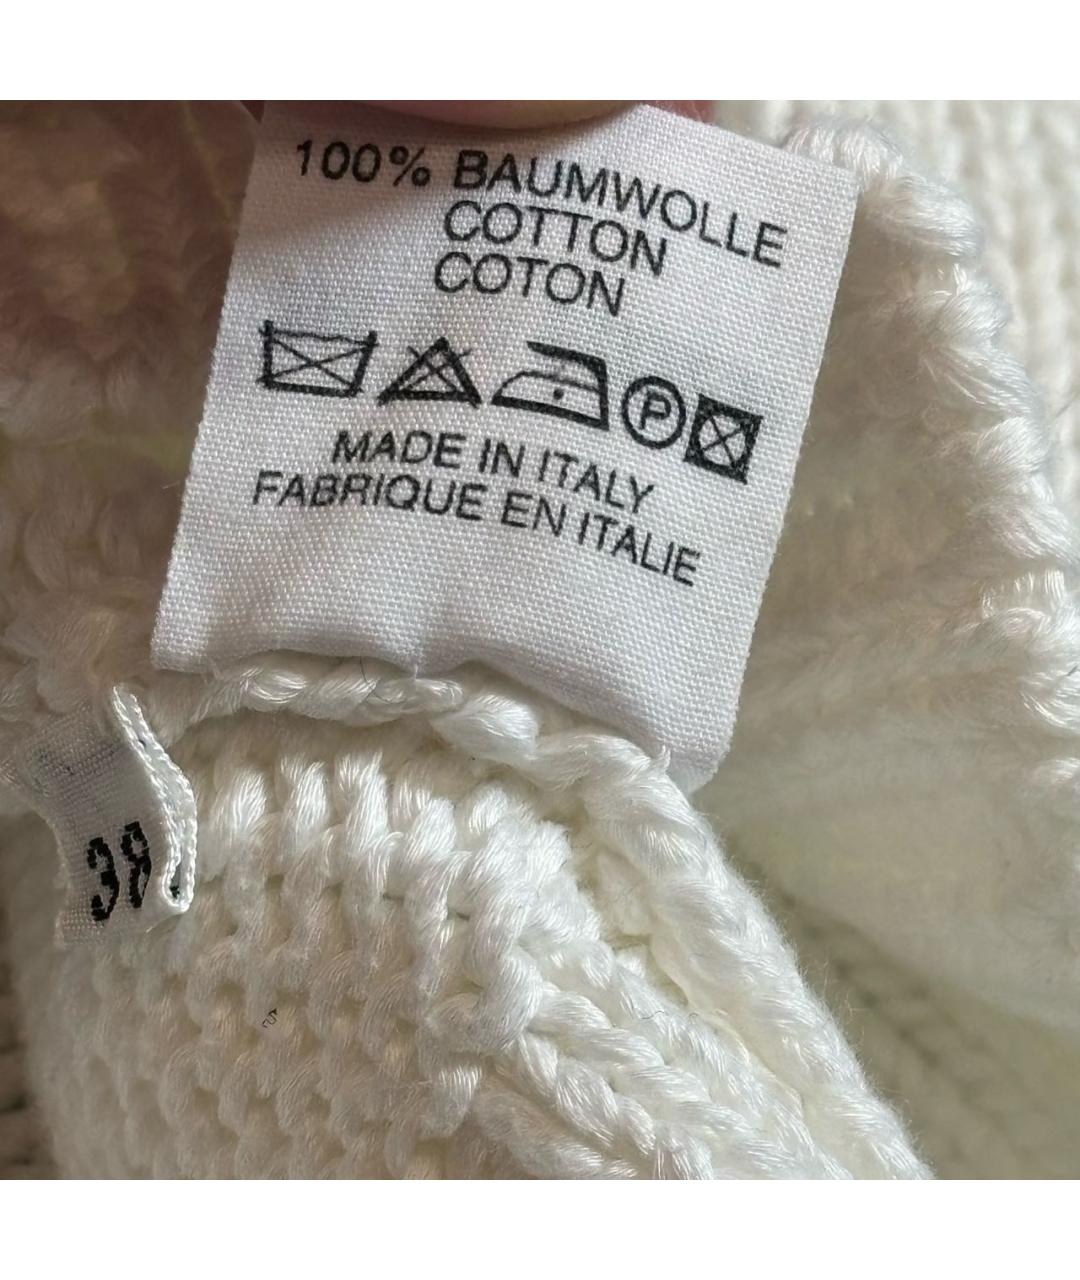 100% BAUMWOLLE
COTTON
COTON
P
MADE IN ITALY
FABRIQUE EN ITALIE
38